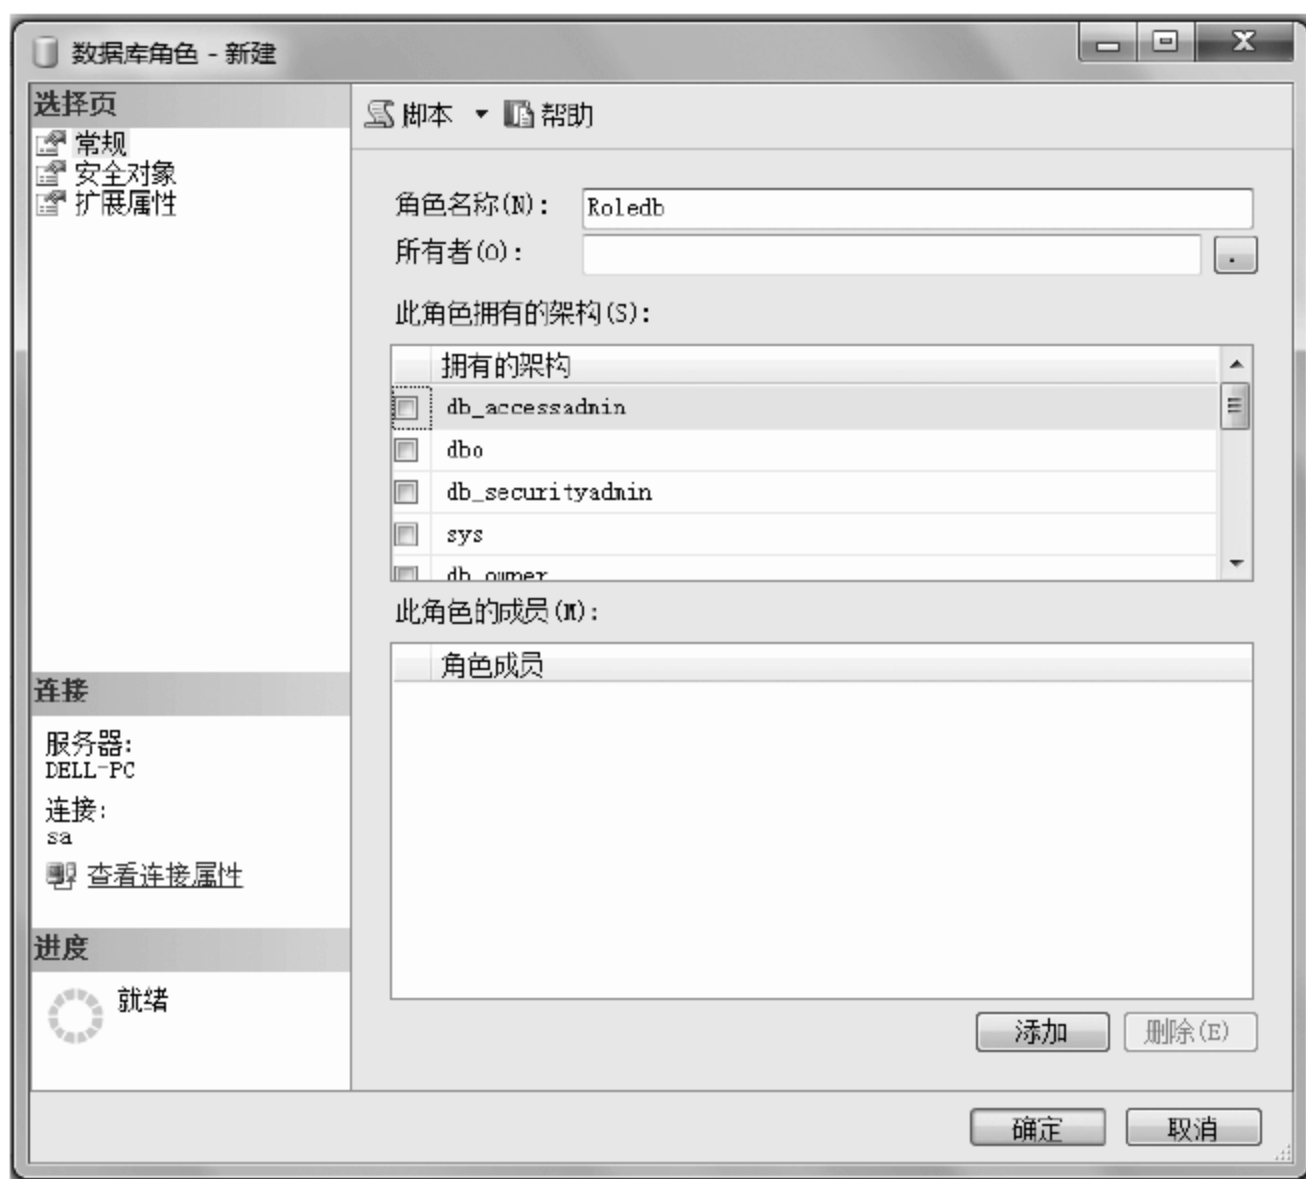 数据库角色 - 新建
选择页
常规
安全对象
扩展属性
脚本 帮助
角色名称(N): Roledb
所有者(O): .
此角色拥有的架构(S):
拥有的架构
db_accessadmin
dbo
db_securityadmin
sys
db_owner
此角色的成员(M):
角色成员
连接
服务器:
DELL-PC
连接:
sa
查看连接属性
进度
就绪
添加 删除(E)
确定 取消